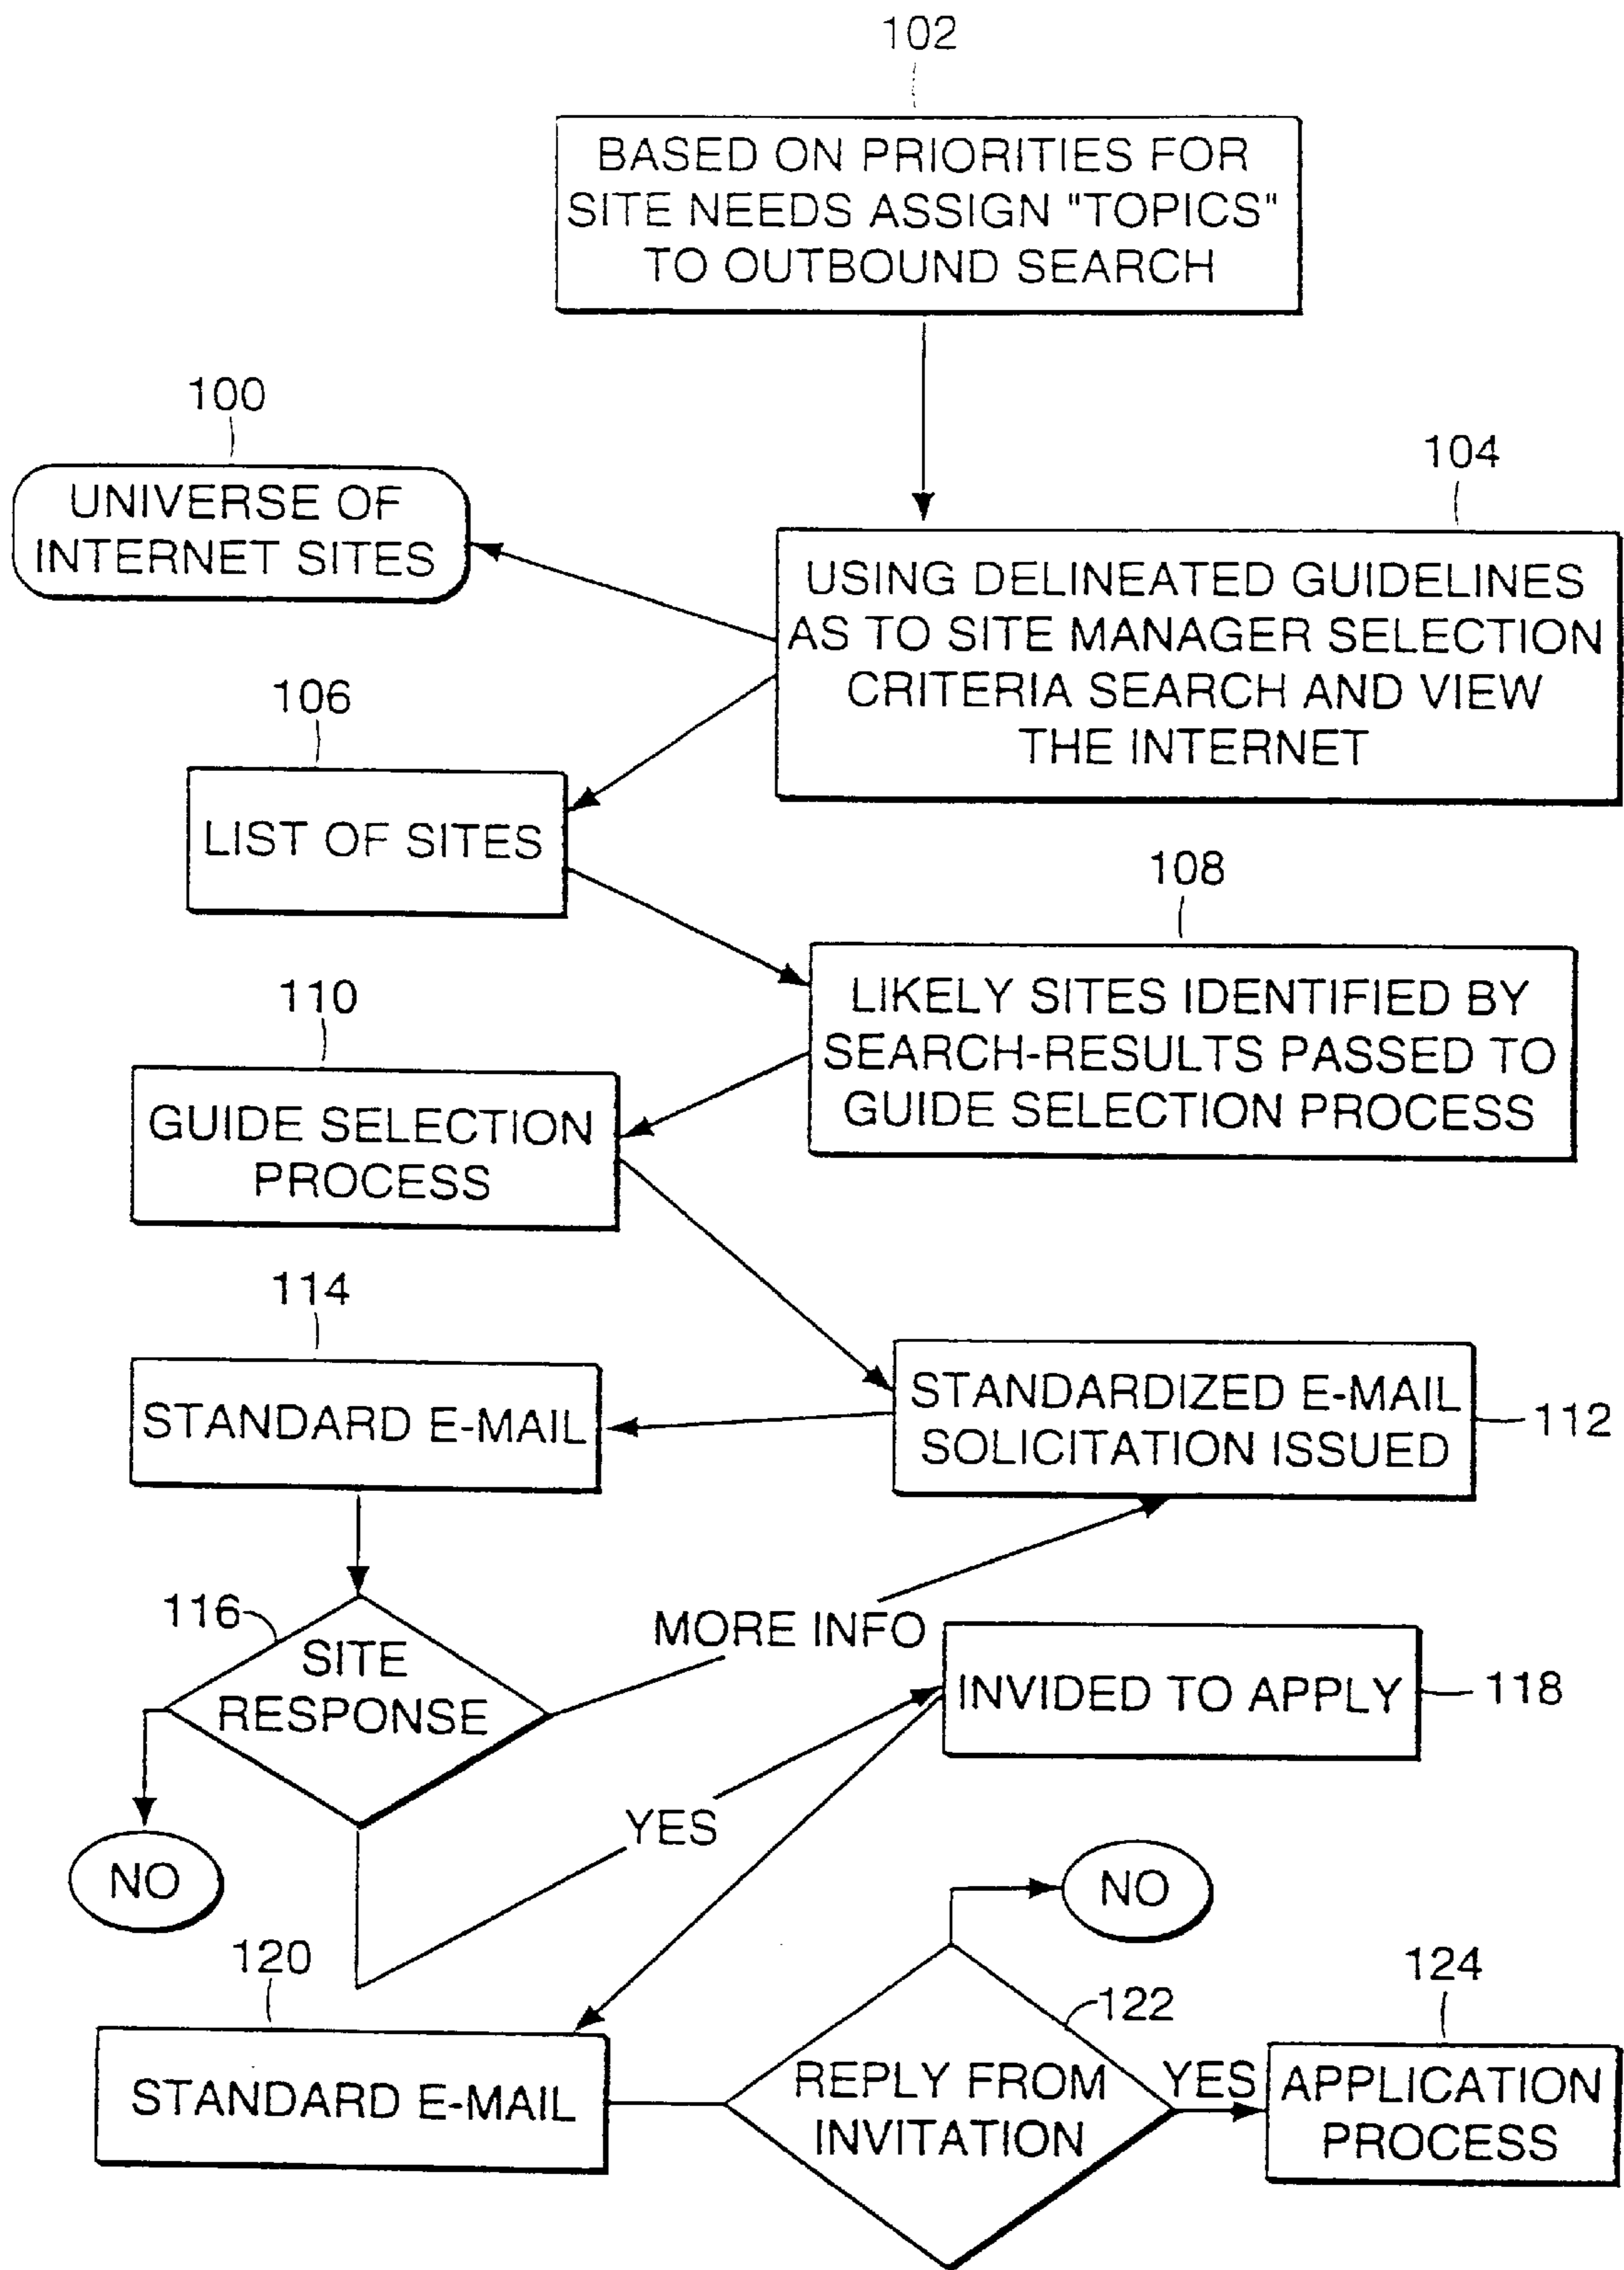 102
BASED ON PRIORITIES FOR
SITE NEEDS ASSIGN "TOPICS"
TO OUTBOUND SEARCH
100
UNIVERSE OF
INTERNET SITES
104
USING DELINEATED GUIDELINES
AS TO SITE MANAGER SELECTION
CRITERIA SEARCH AND VIEW
THE INTERNET
106
LIST OF SITES
108
LIKELY SITES IDENTIFIED BY
SEARCH-RESULTS PASSED TO
GUIDE SELECTION PROCESS
110
GUIDE SELECTION
PROCESS
114
STANDARD E-MAIL
STANDARDIZED E-MAIL
SOLICITATION ISSUED
112
116
SITE
RESPONSE
MORE INFO
INVIDED TO APPLY
118
YES
NO
NO
120
STANDARD E-MAIL
122
REPLY FROM
INVITATION
YES
124
APPLICATION
PROCESS